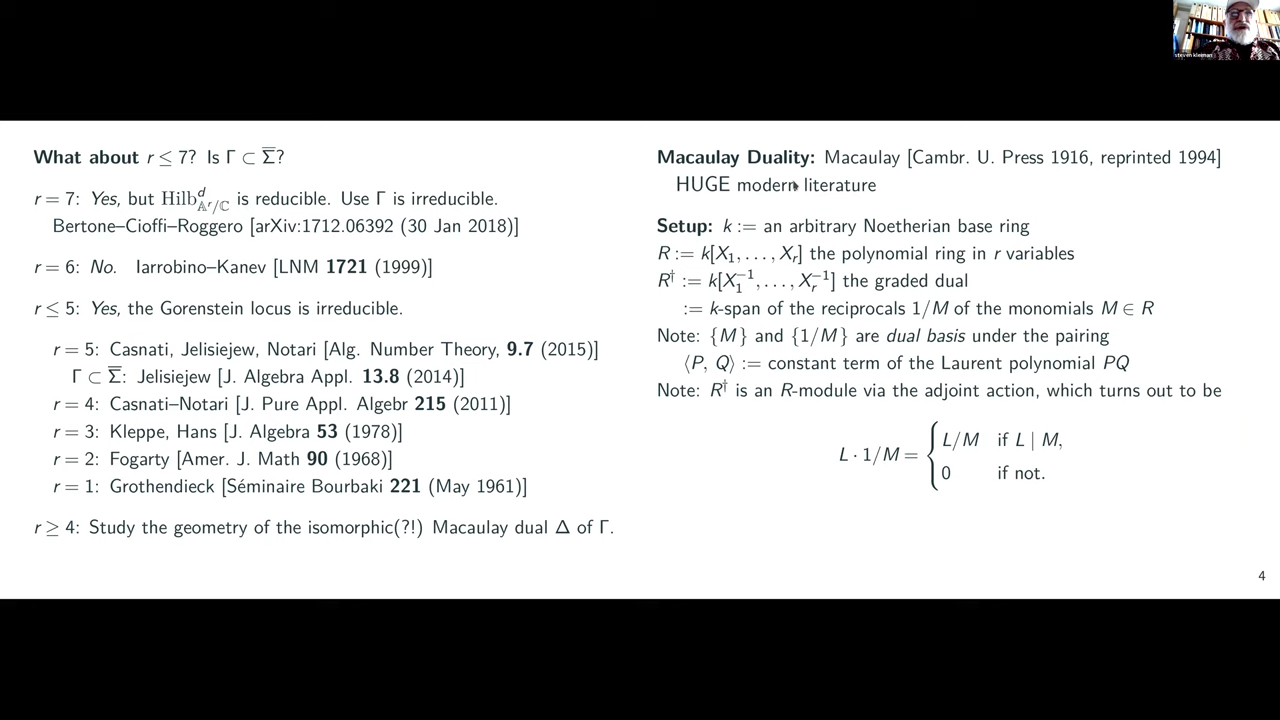 steven kleiman
What about r ≤ 7? Is Γ ⊂ Σ̅?
r = 7: Yes, but Hilb^d_{𝔸^r/ℂ} is reducible. Use Γ is irreducible.
Bertone–Cioffi–Roggero [arXiv:1712.06392 (30 Jan 2018)]
r = 6: No. Iarrobino–Kanev [LNM 1721 (1999)]
r ≤ 5: Yes, the Gorenstein locus is irreducible.
r = 5: Casnati, Jelisiejew, Notari [Alg. Number Theory, 9.7 (2015)]
Γ ⊂ Σ̅: Jelisiejew [J. Algebra Appl. 13.8 (2014)]
r = 4: Casnati–Notari [J. Pure Appl. Algebr 215 (2011)]
r = 3: Kleppe, Hans [J. Algebra 53 (1978)]
r = 2: Fogarty [Amer. J. Math 90 (1968)]
r = 1: Grothendieck [Séminaire Bourbaki 221 (May 1961)]
r ≥ 4: Study the geometry of the isomorphic(?!) Macaulay dual Δ of Γ.
Macaulay Duality: Macaulay [Cambr. U. Press 1916, reprinted 1994]
HUGE modern literature
Setup: k := an arbitrary Noetherian base ring
R := k[X_1, . . . , X_r] the polynomial ring in r variables
R^† := k[X_1^{-1}, . . . , X_r^{-1}] the graded dual
:= k-span of the reciprocals 1/M of the monomials M ∈ R
Note: {M} and {1/M} are dual basis under the pairing
⟨P, Q⟩ := constant term of the Laurent polynomial PQ
Note: R^† is an R-module via the adjoint action, which turns out to be
L · 1/M = { L/M if L | M,
0 if not.
4